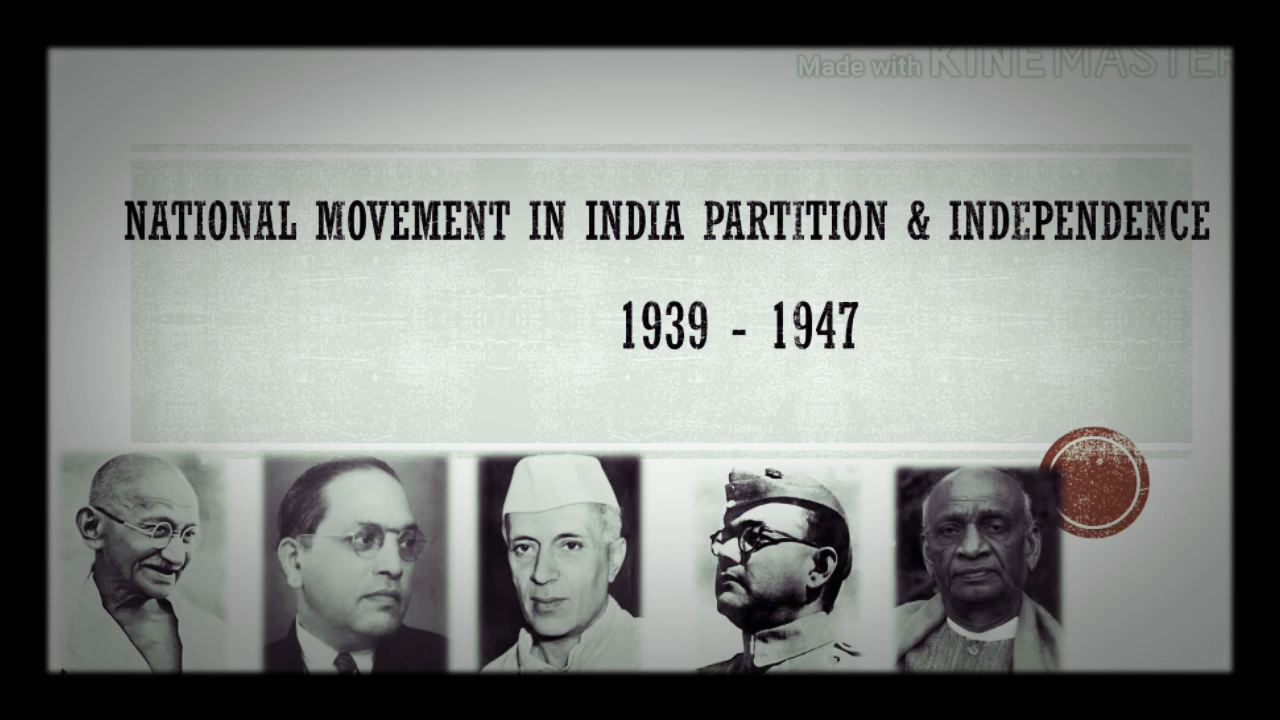 Made with KINEMASTER
NATIONAL MOVEMENT IN INDIA PARTITION & INDEPENDENCE
1939 - 1947